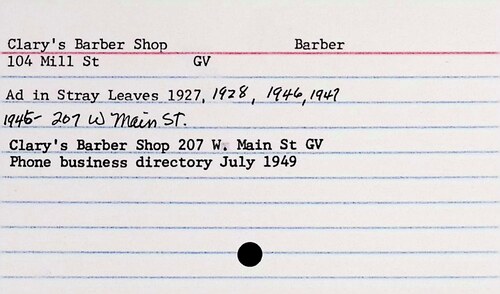 Clary's Barber Shop Barber
104 Mill St GV
Ad in Stray Leaves 1927, 1928, 1946, 1947
1945- 207 W Main St.
Clary's Barber Shop 207 W. Main St GV
Phone business directory July 1949